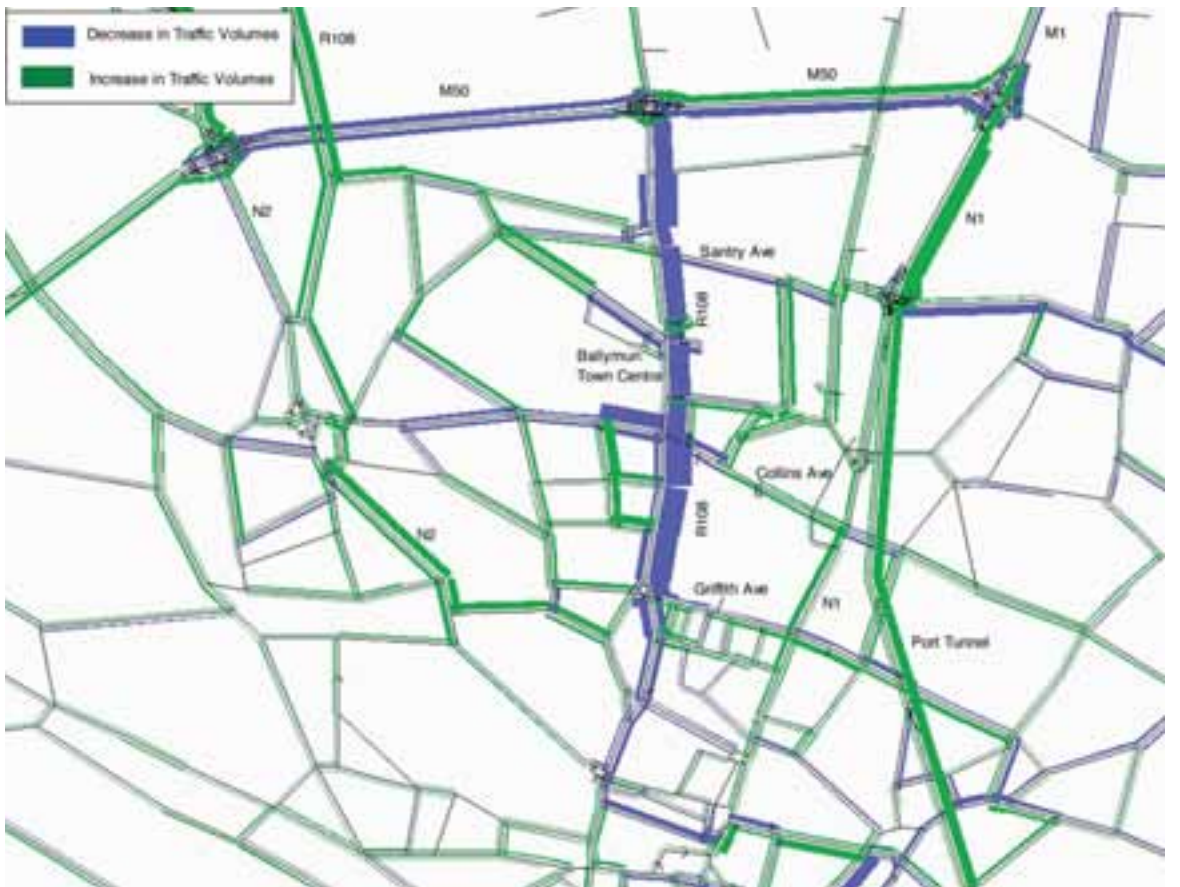 Decrease in Traffic Volumes
Increase in Traffic Volumes
R108
M1
M50
M50
N2
N1
Santry Ave
R108
Ballymun
Town Centre
Collins Ave
R108
N2
Griffith Ave
N1
Port Tunnel